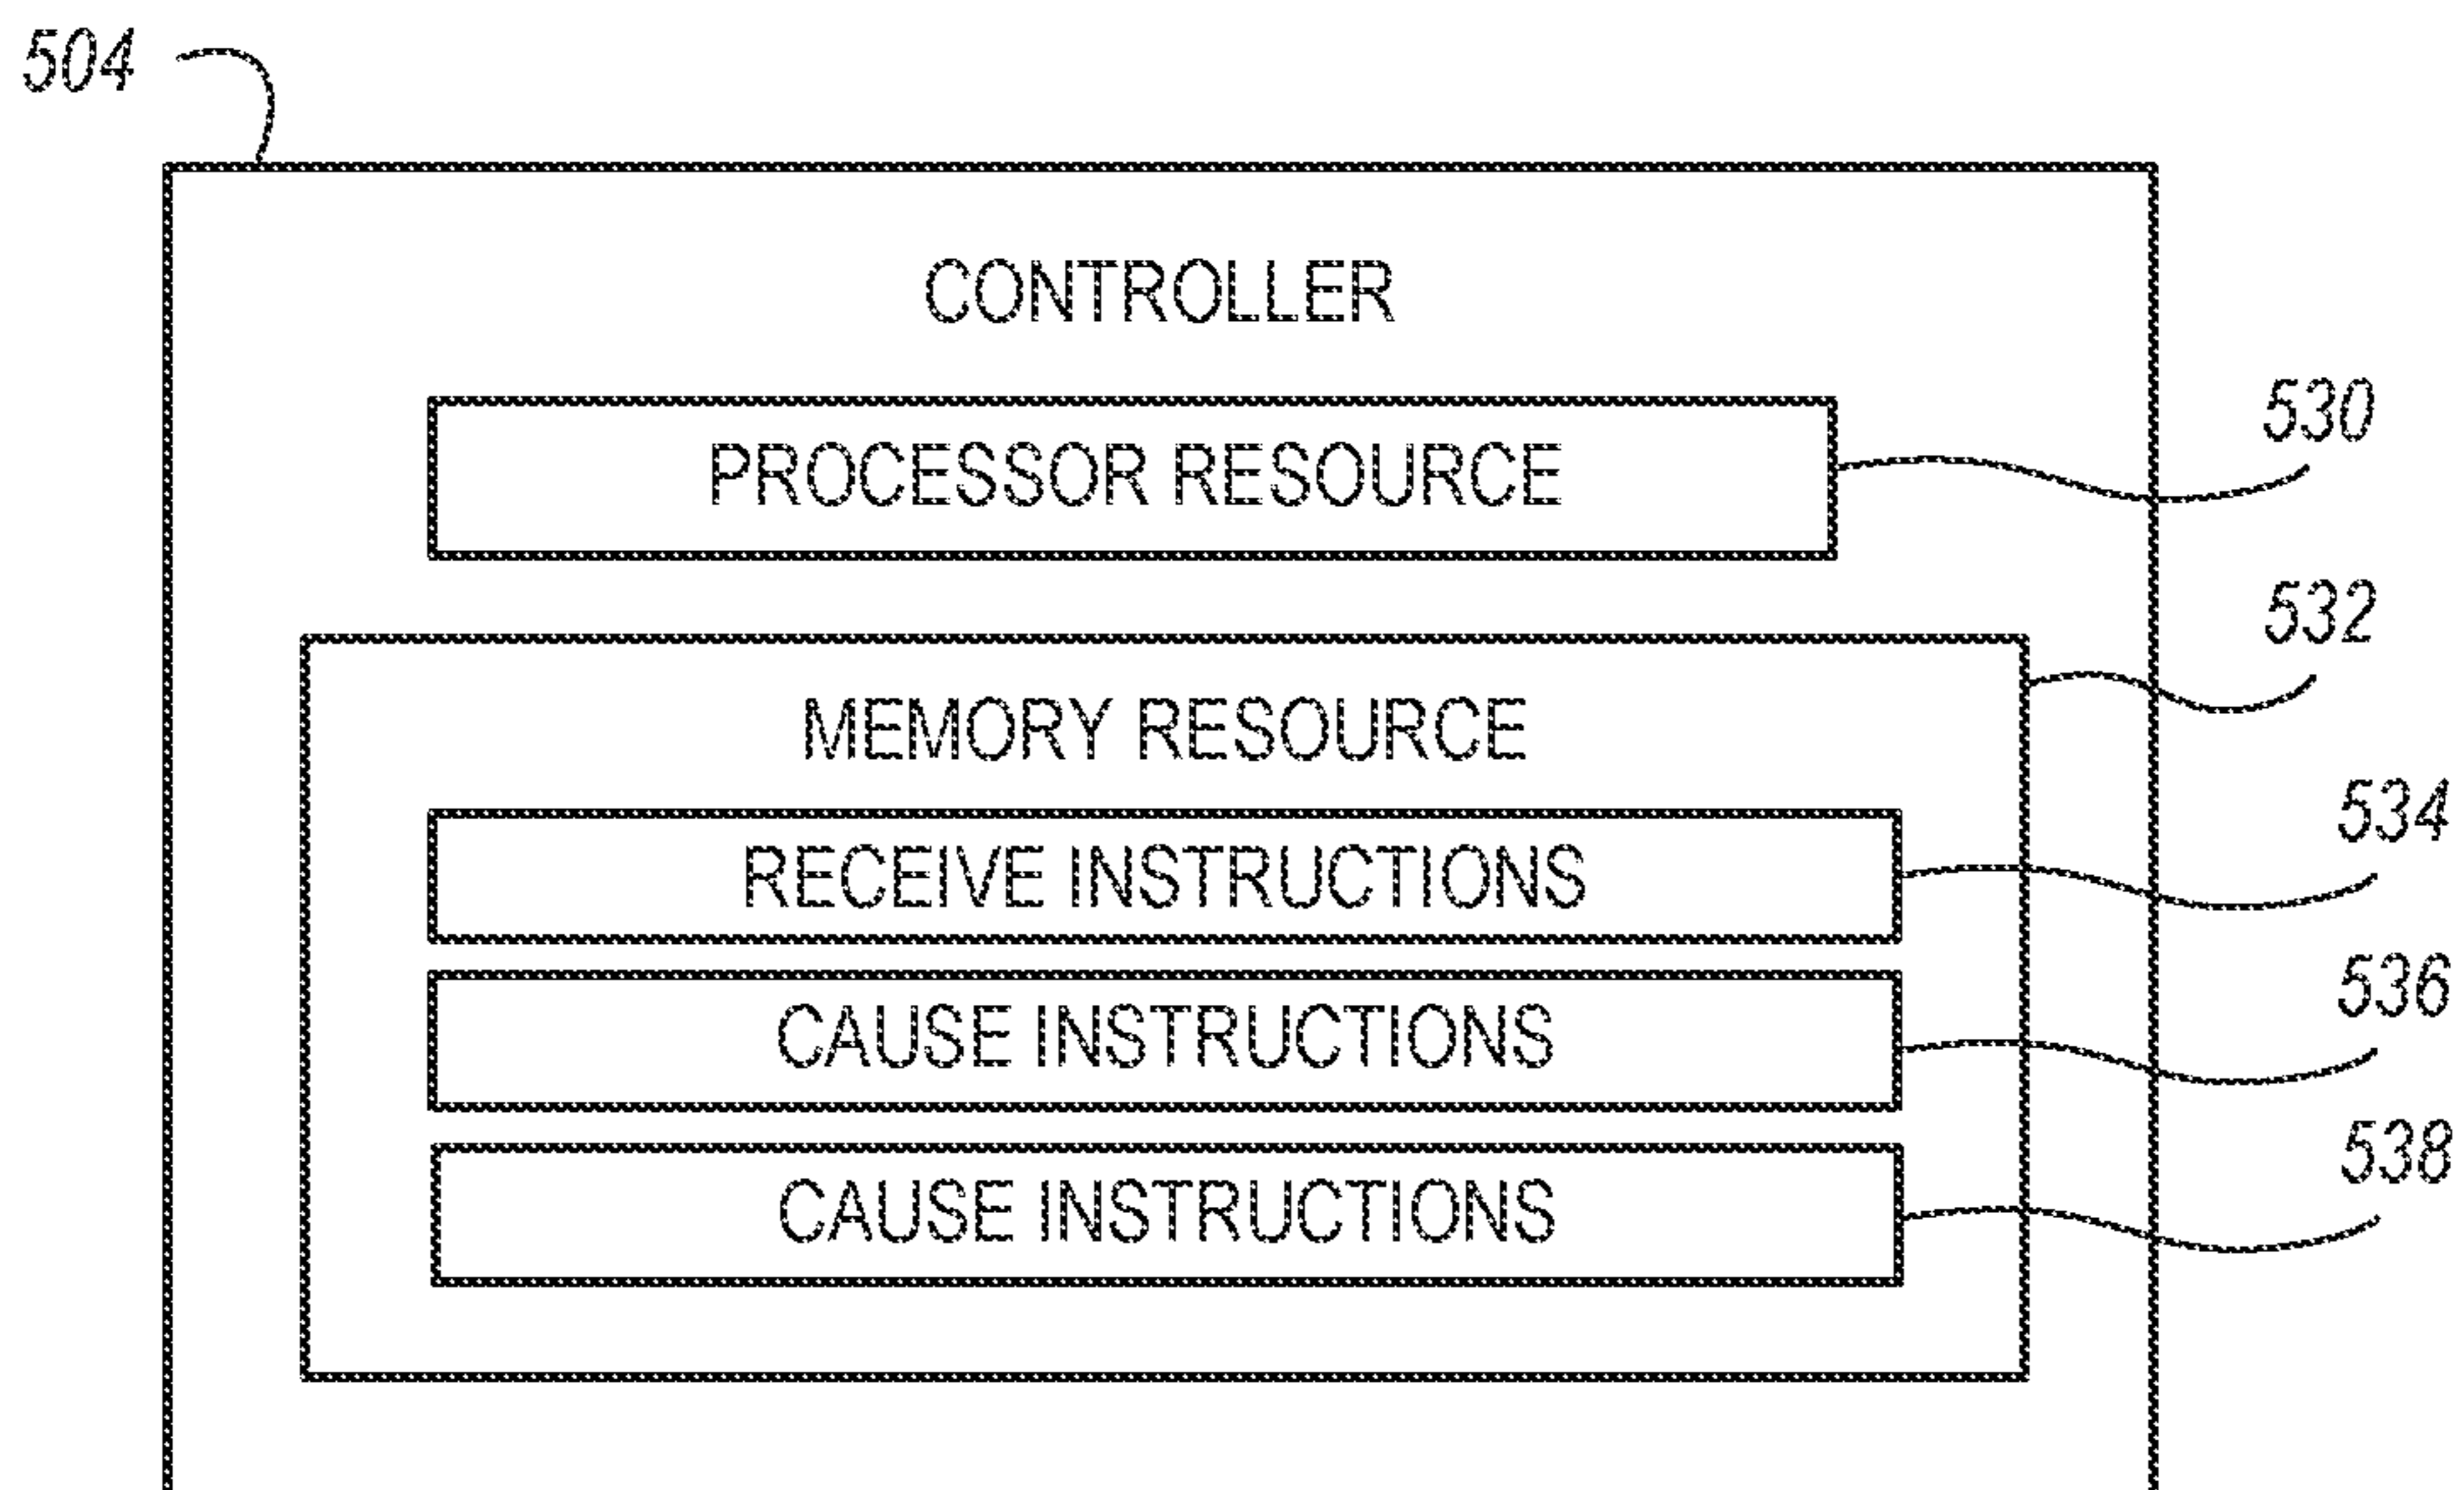 504
CONTROLLER
530
PROCESSOR RESOURCE
532
MEMORY RESOURCE
534
RECEIVE INSTRUCTIONS
536
CAUSE INSTRUCTIONS
538
CAUSE INSTRUCTIONS